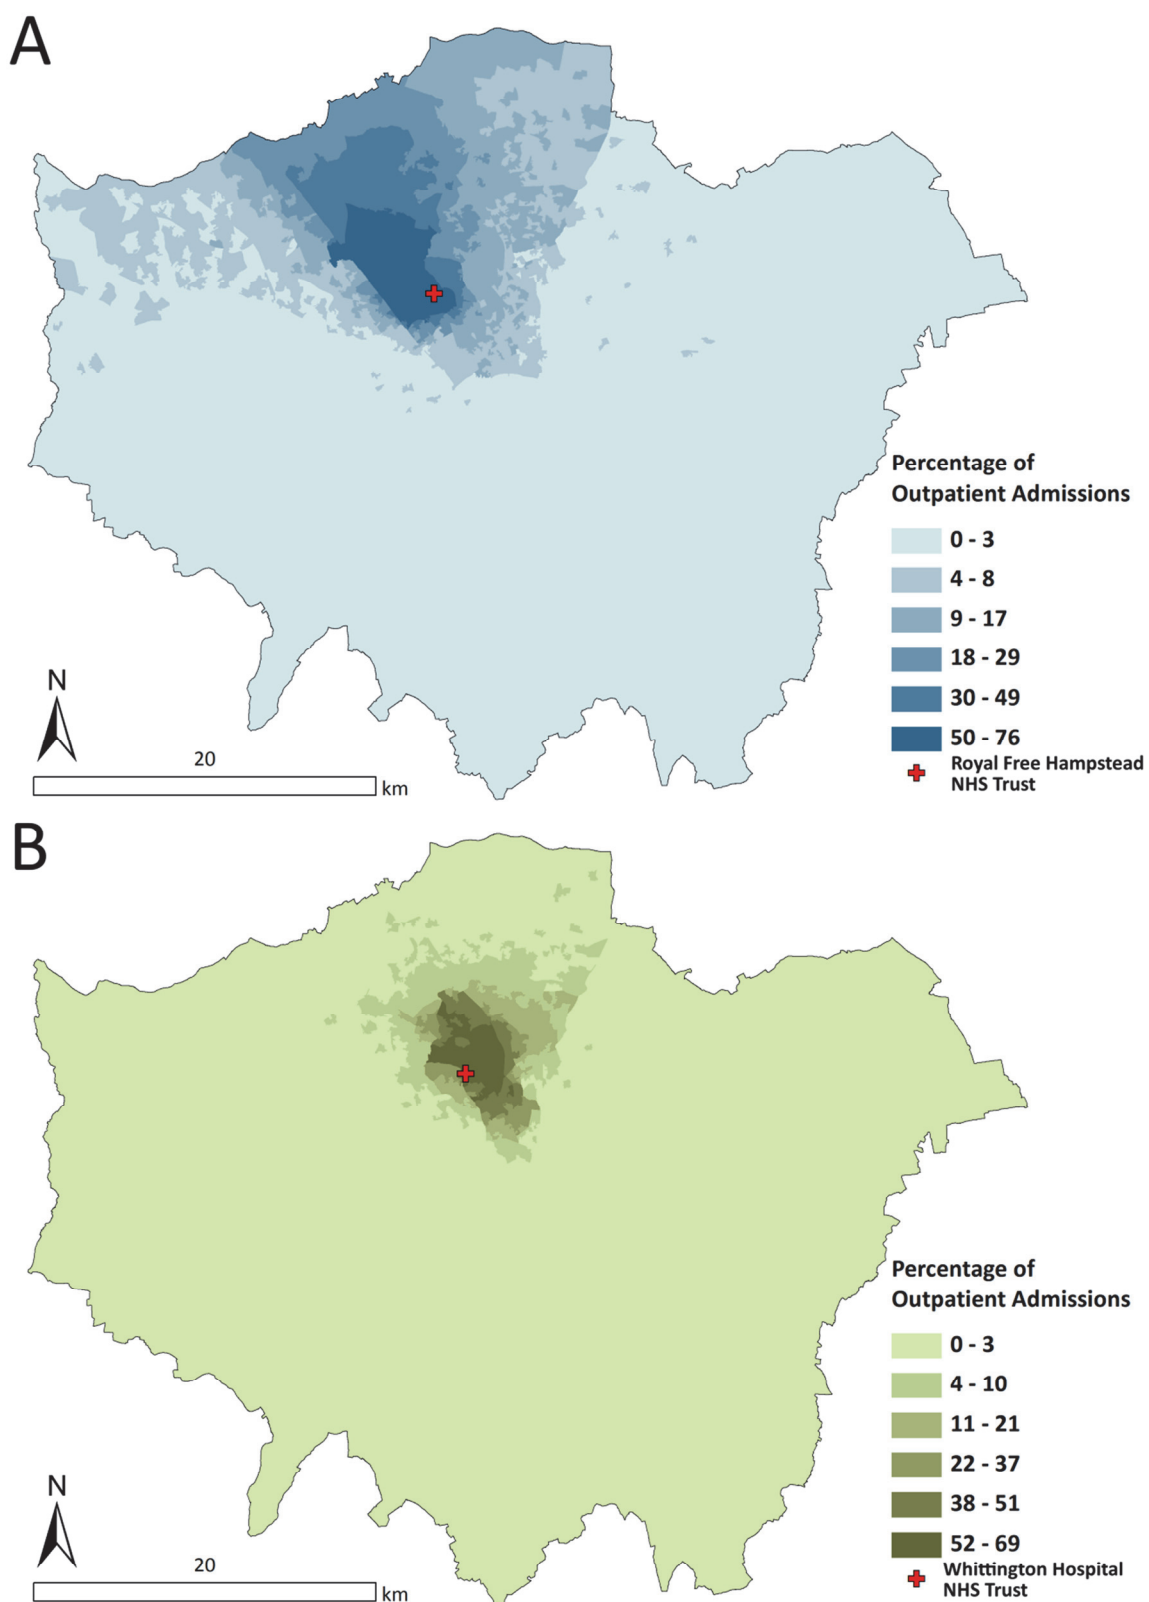 A
Percentage of
Outpatient Admissions
0 - 3
4 - 8
9 - 17
18 - 29
30 - 49
50 - 76
Royal Free Hampstead
NHS Trust
N
20
km
B
Percentage of
Outpatient Admissions
0 - 3
4 - 10
11 - 21
22 - 37
38 - 51
52 - 69
Whittington Hospital
NHS Trust
N
20
km